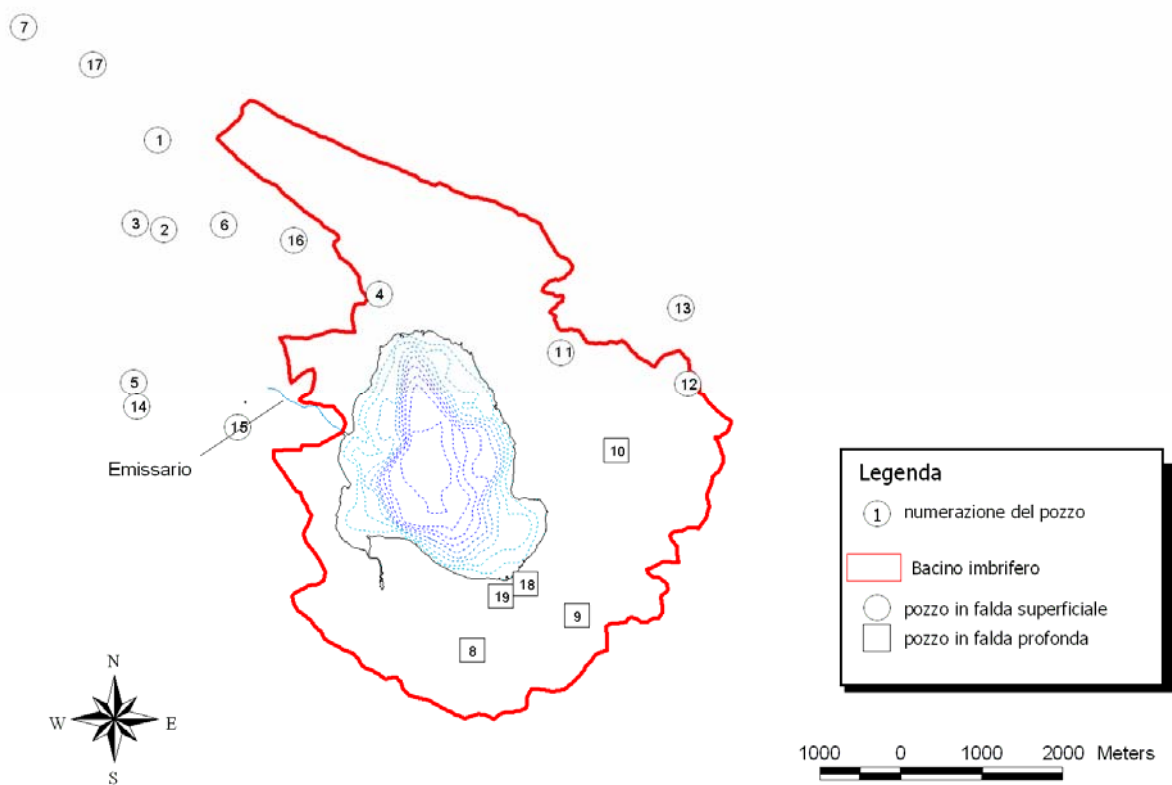 7
17
1
3
2
6
16
4
13
11
12
5
14
15
10
Emissario
Legenda
1 numerazione del pozzo
Bacino imbrifero
pozzo in falda superficiale
pozzo in falda profonda
18
19
9
8
N
W E
S
1000 0 1000 2000 Meters